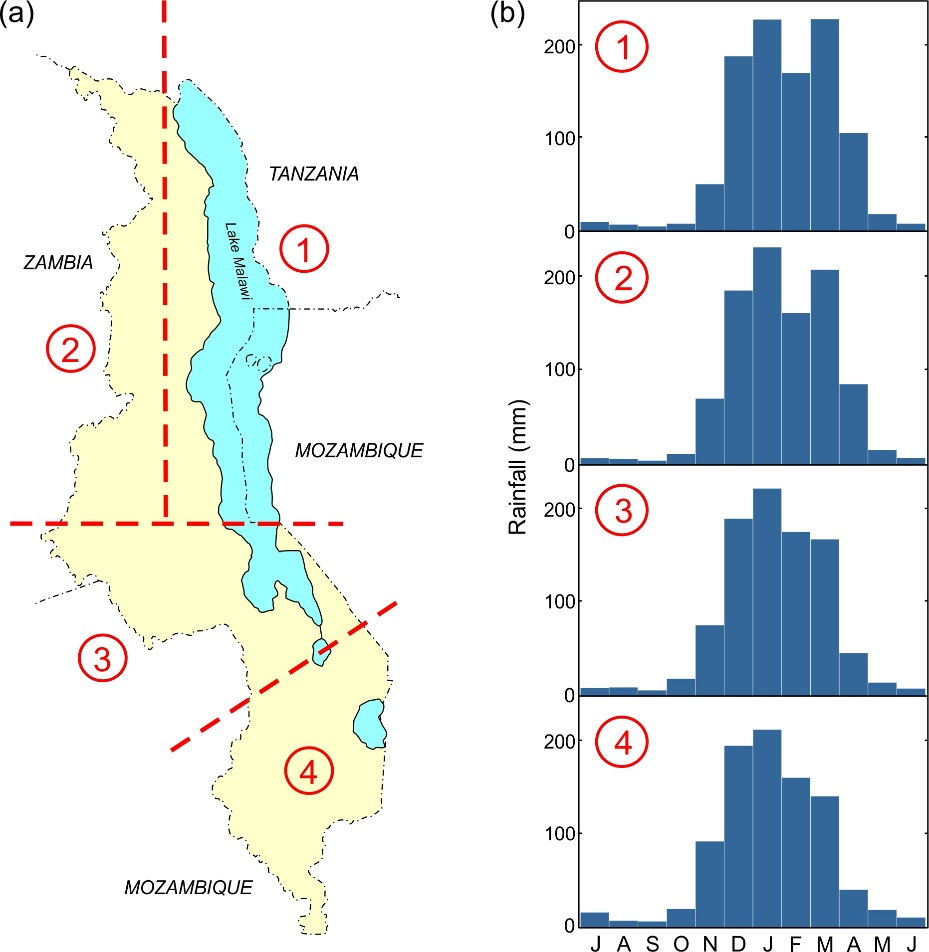 (a)
TANZANIA
Lake Malawi
1
ZAMBIA
2
MOZAMBIQUE
3
4
MOZAMBIQUE
(b)
Rainfall (mm)
1
200
100
0
2
200
100
0
3
200
100
0
4
200
100
0
J A S O N D J F M A M J